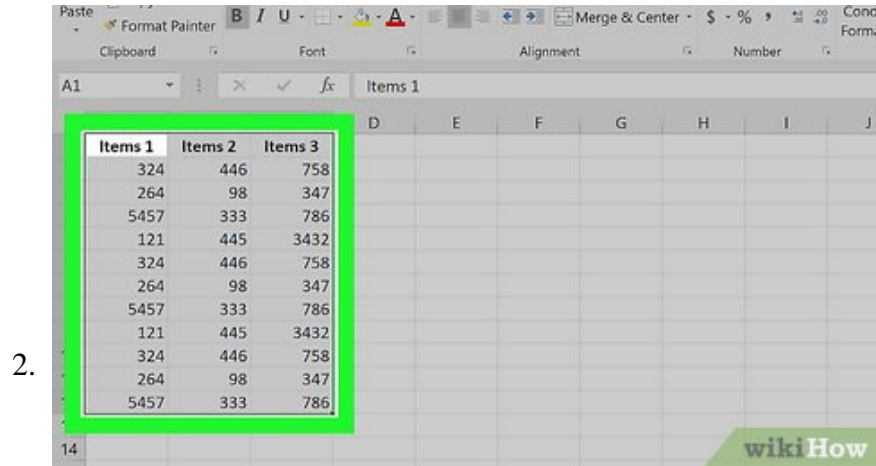 Paste Format Painter B I U A Merge & Center $ % Cond
Forma
Clipboard Font Alignment Number
A1 fx Items 1
D E F G H I J
Items 1 Items 2 Items 3
324 446 758
264 98 347
5457 333 786
121 445 3432
324 446 758
264 98 347
5457 333 786
121 445 3432
2. 324 446 758
264 98 347
5457 333 786
14
wikiHow